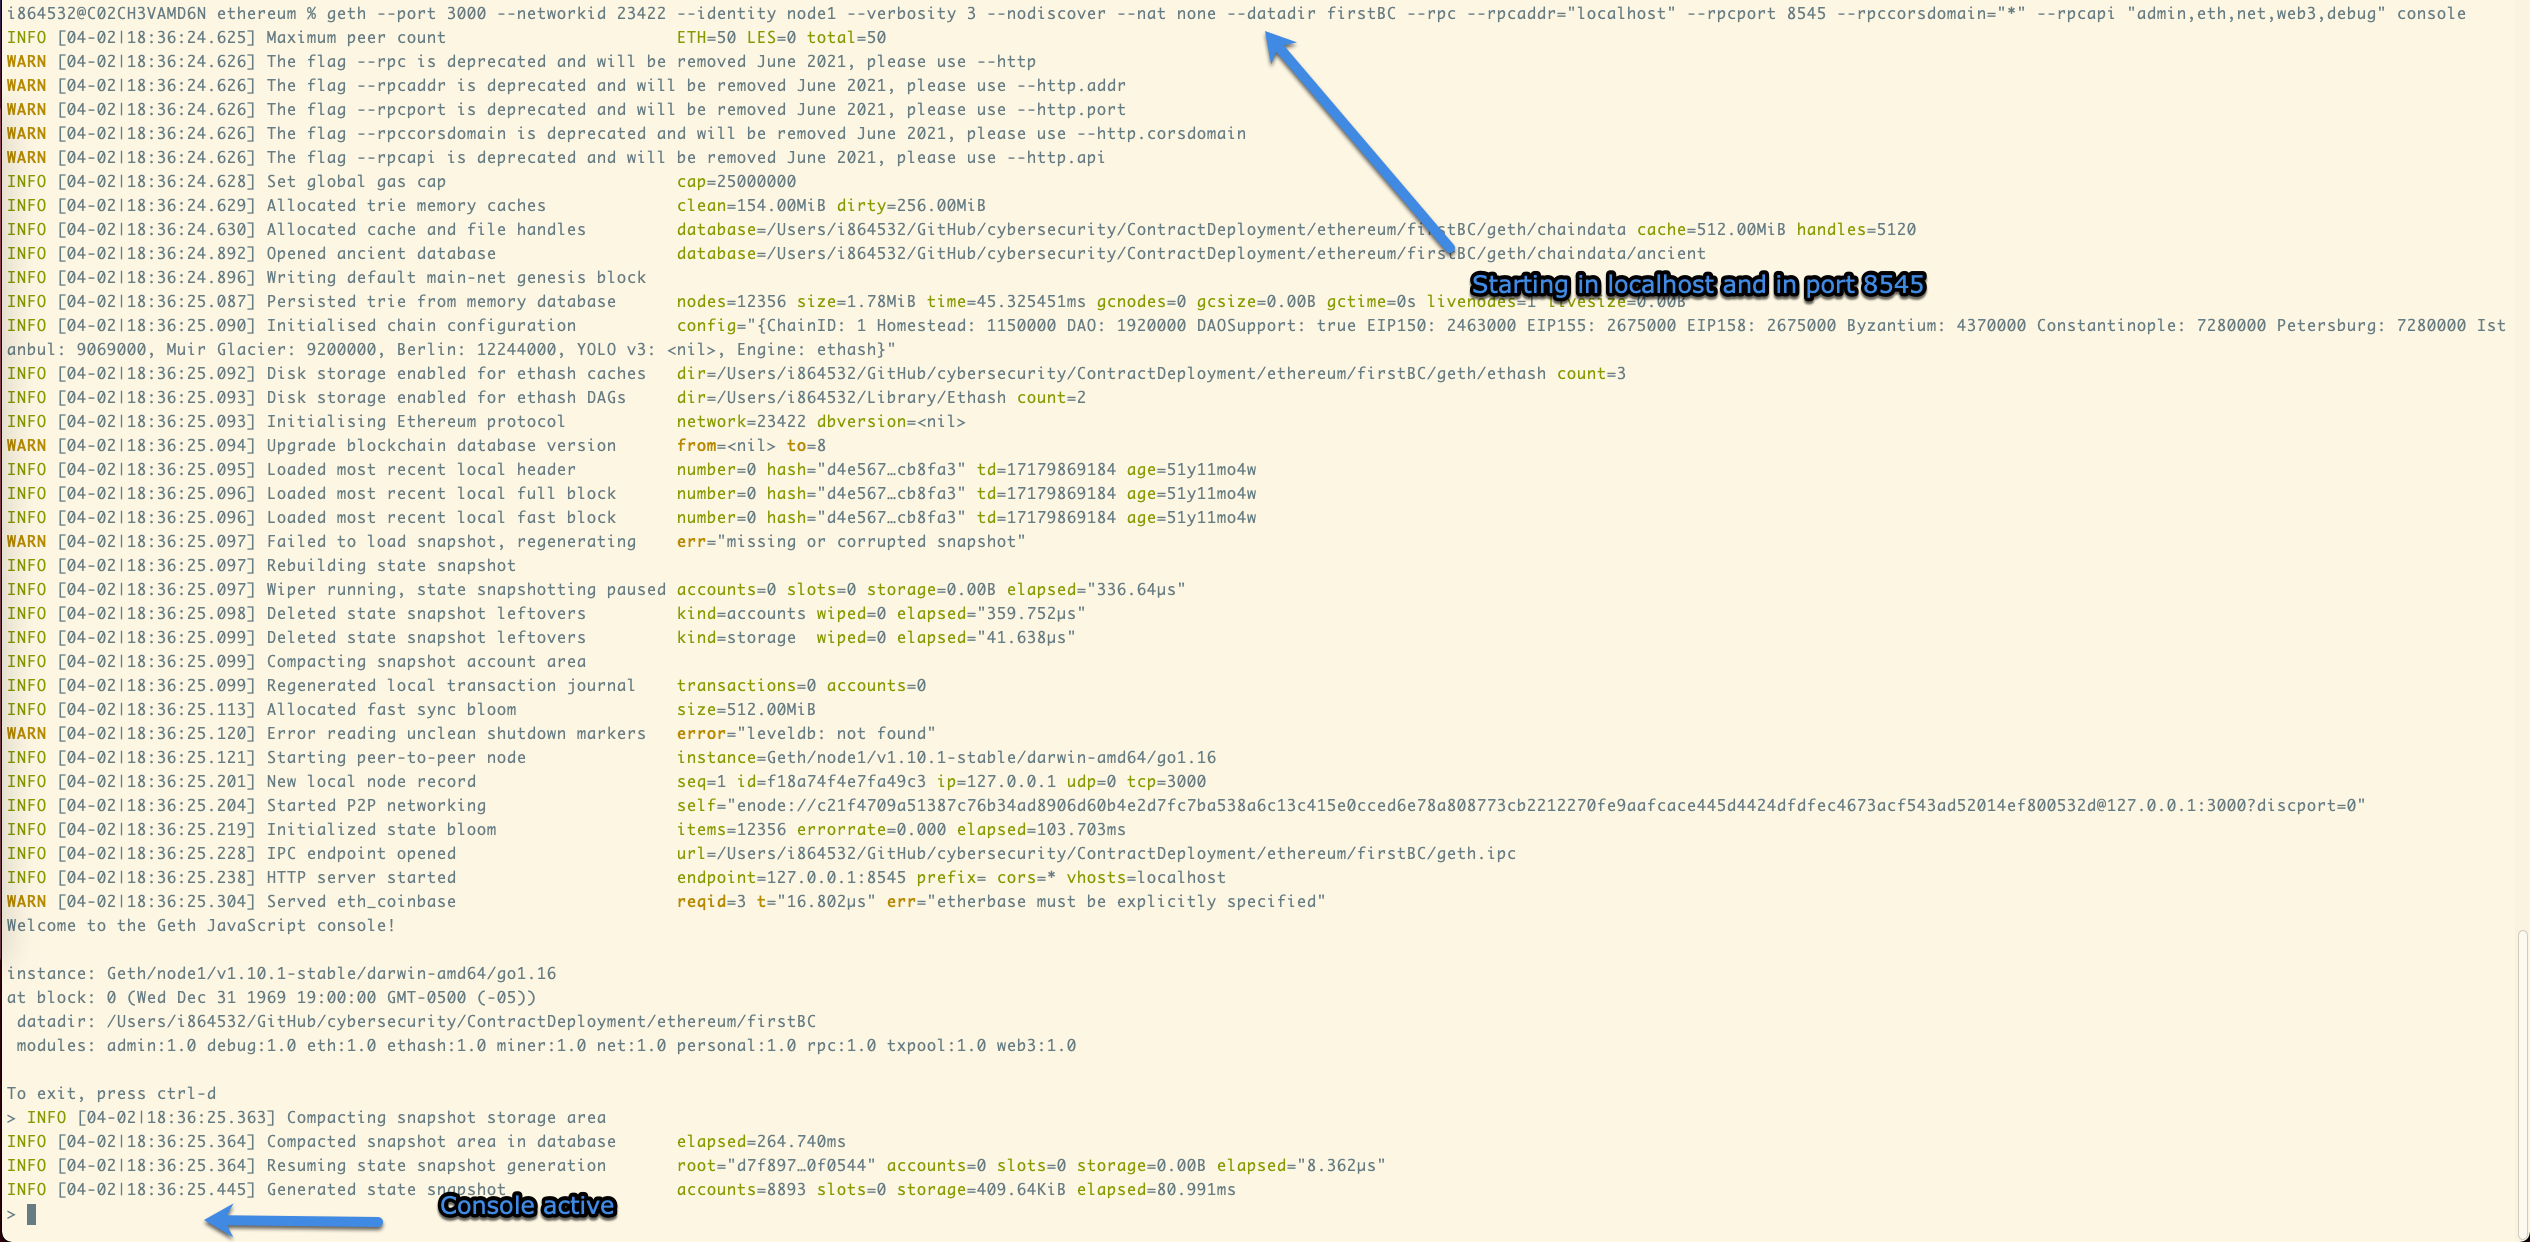 i864532@C02CH3VAMD6N ethereum % geth --port 3000 --networkid 23422 --identity node1 --verbosity 3 --nodiscover --nat none --datadir firstBC --rpc --rpcaddr="localhost" --rpcport 8545 --rpccorsdomain="*" --rpcapi "admin,eth,net,web3,debug" console
INFO [04-02|18:36:24.625] Maximum peer count ETH=50 LES=0 total=50
WARN [04-02|18:36:24.626] The flag --rpc is deprecated and will be removed June 2021, please use --http
WARN [04-02|18:36:24.626] The flag --rpcaddr is deprecated and will be removed June 2021, please use --http.addr
WARN [04-02|18:36:24.626] The flag --rpcport is deprecated and will be removed June 2021, please use --http.port
WARN [04-02|18:36:24.626] The flag --rpccorsdomain is deprecated and will be removed June 2021, please use --http.corsdomain
WARN [04-02|18:36:24.626] The flag --rpcapi is deprecated and will be removed June 2021, please use --http.api
INFO [04-02|18:36:24.628] Set global gas cap cap=25000000
INFO [04-02|18:36:24.629] Allocated trie memory caches clean=154.00MiB dirty=256.00MiB
INFO [04-02|18:36:24.630] Allocated cache and file handles database=/Users/i864532/GitHub/cybersecurity/ContractDeployment/ethereum/firstBC/geth/chaindata cache=512.00MiB handles=5120
INFO [04-02|18:36:24.892] Opened ancient database database=/Users/i864532/GitHub/cybersecurity/ContractDeployment/ethereum/firstBC/geth/chaindata/ancient
INFO [04-02|18:36:24.896] Writing default main-net genesis block
Starting in localhost and in port 8545
INFO [04-02|18:36:25.087] Persisted trie from memory database nodes=12356 size=1.78MiB time=45.325451ms gcnodes=0 gcsize=0.00B gctime=0s livenodes=1 livesize=0.00B
INFO [04-02|18:36:25.090] Initialised chain configuration config="{ChainID: 1 Homestead: 1150000 DAO: 1920000 DAOSupport: true EIP150: 2463000 EIP155: 2675000 EIP158: 2675000 Byzantium: 4370000 Constantinople: 7280000 Petersburg: 7280000 Ist
anbul: 9069000, Muir Glacier: 9200000, Berlin: 12244000, YOLO v3: <nil>, Engine: ethash}"
INFO [04-02|18:36:25.092] Disk storage enabled for ethash caches dir=/Users/i864532/GitHub/cybersecurity/ContractDeployment/ethereum/firstBC/geth/ethash count=3
INFO [04-02|18:36:25.093] Disk storage enabled for ethash DAGs dir=/Users/i864532/Library/Ethash count=2
INFO [04-02|18:36:25.093] Initialising Ethereum protocol network=23422 dbversion=<nil>
WARN [04-02|18:36:25.094] Upgrade blockchain database version from=<nil> to=8
INFO [04-02|18:36:25.095] Loaded most recent local header number=0 hash="d4e567…cb8fa3" td=17179869184 age=51y11mo4w
INFO [04-02|18:36:25.096] Loaded most recent local full block number=0 hash="d4e567…cb8fa3" td=17179869184 age=51y11mo4w
INFO [04-02|18:36:25.096] Loaded most recent local fast block number=0 hash="d4e567…cb8fa3" td=17179869184 age=51y11mo4w
WARN [04-02|18:36:25.097] Failed to load snapshot, regenerating err="missing or corrupted snapshot"
INFO [04-02|18:36:25.097] Rebuilding state snapshot
INFO [04-02|18:36:25.097] Wiper running, state snapshotting paused accounts=0 slots=0 storage=0.00B elapsed="336.64µs"
INFO [04-02|18:36:25.098] Deleted state snapshot leftovers kind=accounts wiped=0 elapsed="359.752µs"
INFO [04-02|18:36:25.099] Deleted state snapshot leftovers kind=storage wiped=0 elapsed="41.638µs"
INFO [04-02|18:36:25.099] Compacting snapshot account area
INFO [04-02|18:36:25.099] Regenerated local transaction journal transactions=0 accounts=0
INFO [04-02|18:36:25.113] Allocated fast sync bloom size=512.00MiB
WARN [04-02|18:36:25.120] Error reading unclean shutdown markers error="leveldb: not found"
INFO [04-02|18:36:25.121] Starting peer-to-peer node instance=Geth/node1/v1.10.1-stable/darwin-amd64/go1.16
INFO [04-02|18:36:25.201] New local node record seq=1 id=f18a74f4e7fa49c3 ip=127.0.0.1 udp=0 tcp=3000
INFO [04-02|18:36:25.204] Started P2P networking self="enode://c21f4709a51387c76b34ad8906d60b4e2d7fc7ba538a6c13c415e0cced6e78a808773cb2212270fe9aafcace445d4424dfdfec4673acf543ad52014ef800532d@127.0.0.1:3000?discport=0"
INFO [04-02|18:36:25.219] Initialized state bloom items=12356 errorrate=0.000 elapsed=103.703ms
INFO [04-02|18:36:25.228] IPC endpoint opened url=/Users/i864532/GitHub/cybersecurity/ContractDeployment/ethereum/firstBC/geth.ipc
INFO [04-02|18:36:25.238] HTTP server started endpoint=127.0.0.1:8545 prefix= cors=* vhosts=localhost
WARN [04-02|18:36:25.304] Served eth_coinbase reqid=3 t="16.802µs" err="etherbase must be explicitly specified"
Welcome to the Geth JavaScript console!
instance: Geth/node1/v1.10.1-stable/darwin-amd64/go1.16
at block: 0 (Wed Dec 31 1969 19:00:00 GMT-0500 (-05))
datadir: /Users/i864532/GitHub/cybersecurity/ContractDeployment/ethereum/firstBC
modules: admin:1.0 debug:1.0 eth:1.0 ethash:1.0 miner:1.0 net:1.0 personal:1.0 rpc:1.0 txpool:1.0 web3:1.0
To exit, press ctrl-d
> INFO [04-02|18:36:25.363] Compacting snapshot storage area
INFO [04-02|18:36:25.364] Compacted snapshot area in database elapsed=264.740ms
INFO [04-02|18:36:25.364] Resuming state snapshot generation root="d7f897…0f0544" accounts=0 slots=0 storage=0.00B elapsed="8.362µs"
INFO [04-02|18:36:25.445] Generated state snapshot accounts=8893 slots=0 storage=409.64KiB elapsed=80.991ms
Console active
>